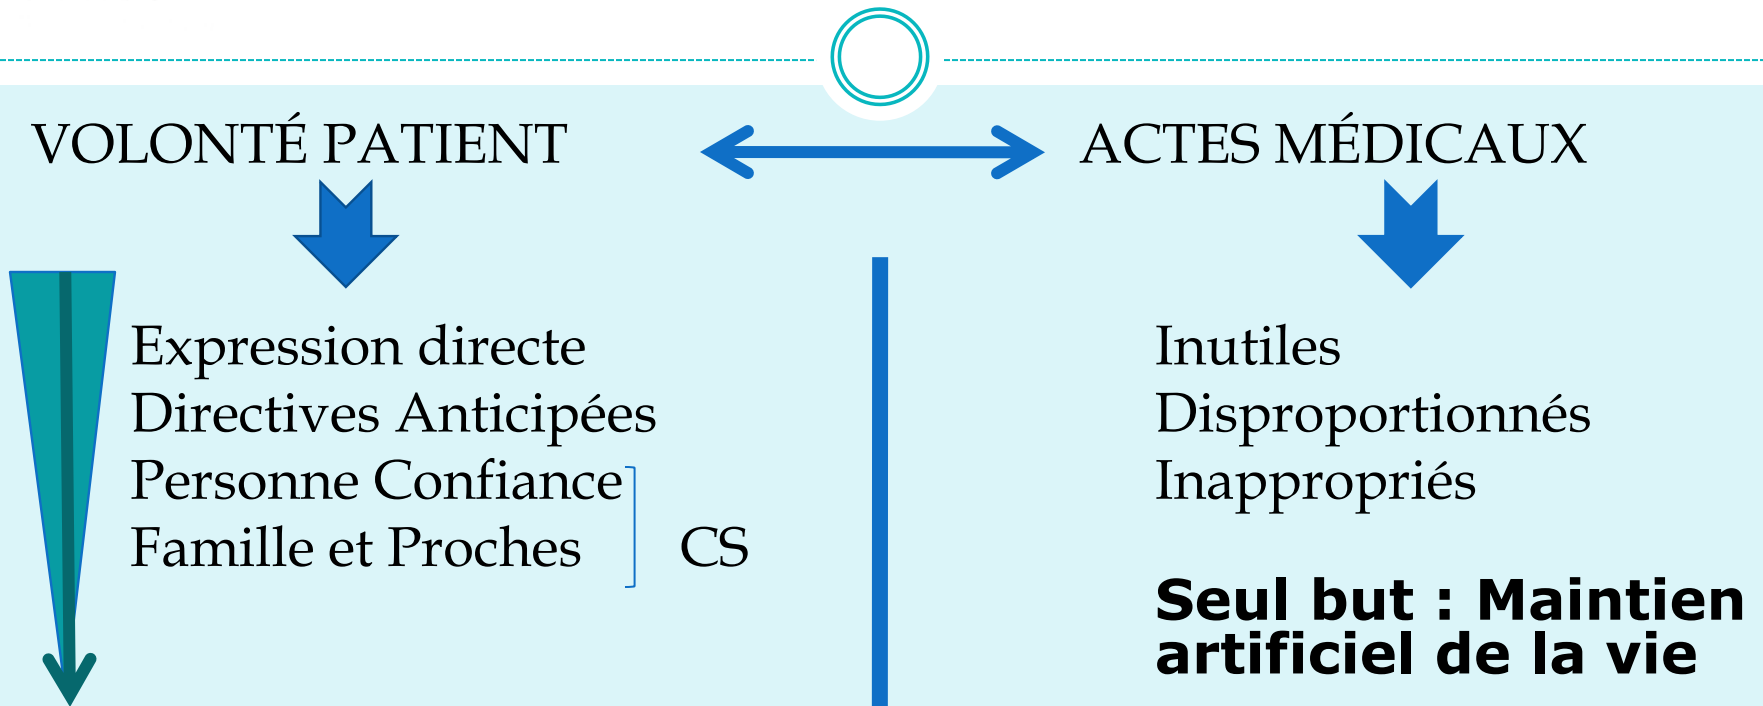 VOLONTÉ PATIENT
ACTES MÉDICAUX
Expression directe
Directives Anticipées
Personne Confiance
Famille et Proches
CS
Inutiles
Disproportionnés
Inappropriés
Seul but : Maintien
artificiel de la vie